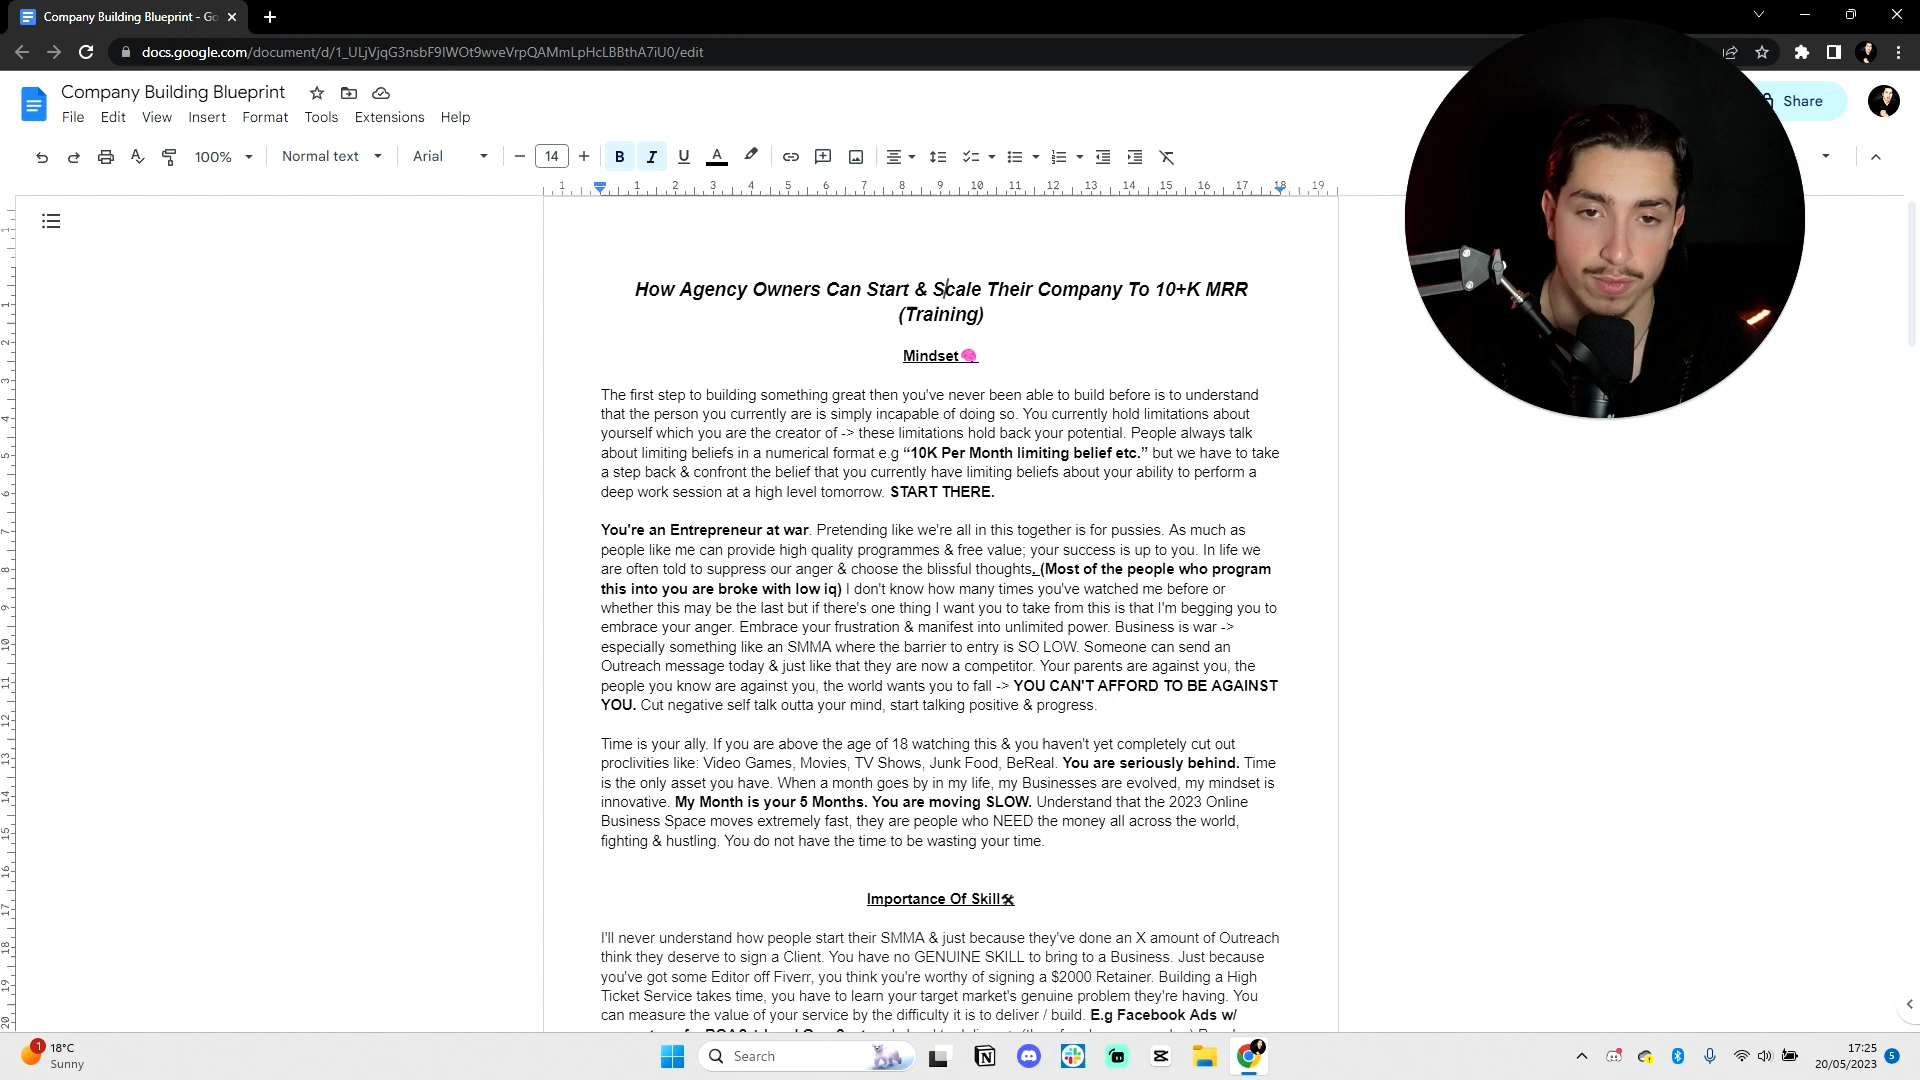 Company Building Blueprint - Go
docs.google.com/document/d/1_ULjVjqG3nsbF9IWOt9wveVrpQAMmLpHcLBBthA7iU0/edit
Company Building Blueprint
Share
File Edit View Insert Format Tools Extensions Help
100% Normal text Arial 14 B I U A
1 1 2 3 4 5 6 7 8 9 10 11 12 13 14 15 16 17 18 19
How Agency Owners Can Start & Scale Their Company To 10+K MRR
(Training)
Mindset🧠
The first step to building something great then you've never been able to build before is to understand
that the person you currently are is simply incapable of doing so. You currently hold limitations about
yourself which you are the creator of -> these limitations hold back your potential. People always talk
about limiting beliefs in a numerical format e.g “10K Per Month limiting belief etc.” but we have to take
a step back & confront the belief that you currently have limiting beliefs about your ability to perform a
deep work session at a high level tomorrow. START THERE.
You're an Entrepreneur at war. Pretending like we're all in this together is for pussies. As much as
people like me can provide high quality programmes & free value; your success is up to you. In life we
are often told to suppress our anger & choose the blissful thoughts. (Most of the people who program
this into you are broke with low iq) I don't know how many times you've watched me before or
whether this may be the last but if there's one thing I want you to take from this is that I'm begging you to
embrace your anger. Embrace your frustration & manifest into unlimited power. Business is war ->
especially something like an SMMA where the barrier to entry is SO LOW. Someone can send an
Outreach message today & just like that they are now a competitor. Your parents are against you, the
people you know are against you, the world wants you to fall -> YOU CAN'T AFFORD TO BE AGAINST
YOU. Cut negative self talk outta your mind, start talking positive & progress.
Time is your ally. If you are above the age of 18 watching this & you haven't yet completely cut out
proclivities like: Video Games, Movies, TV Shows, Junk Food, BeReal. You are seriously behind. Time
is the only asset you have. When a month goes by in my life, my Businesses are evolved, my mindset is
innovative. My Month is your 5 Months. You are moving SLOW. Understand that the 2023 Online
Business Space moves extremely fast, they are people who NEED the money all across the world,
fighting & hustling. You do not have the time to be wasting your time.
Importance Of Skill🛠
I'll never understand how people start their SMMA & just because they've done an X amount of Outreach
think they deserve to sign a Client. You have no GENUINE SKILL to bring to a Business. Just because
you've got some Editor off Fiverr, you think you're worthy of signing a $2000 Retainer. Building a High
Ticket Service takes time, you have to learn your target market's genuine problem they're having. You
can measure the value of your service by the difficulty it is to deliver / build. E.g Facebook Ads w/
1
18°C
Sunny
Search
17:25
20/05/2023
5